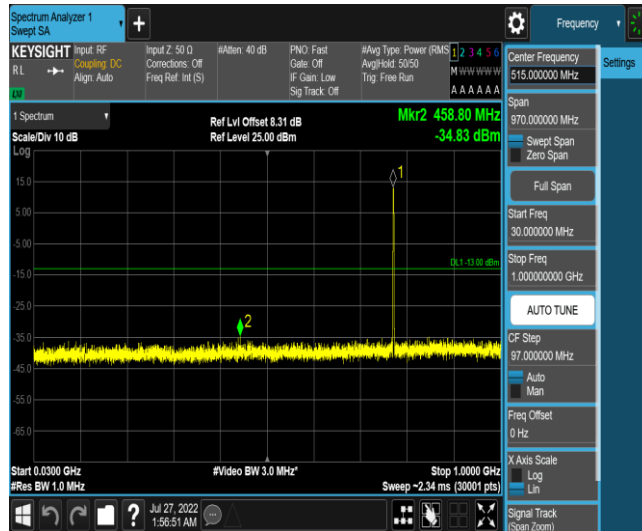 Spectrum Analyzer 1
Swept SA
Frequency
KEYSIGHT
RL
LXI
Input: RF
Coupling: DC
Align: Auto
Input Z: 50 Ω
Corrections: Off
Freq Ref: Int (S)
#Atten: 40 dB
PNO: Fast
Gate: Off
IF Gain: Low
Sig Track: Off
#Avg Type: Power (RMS
Avg|Hold: 50/50
Trig: Free Run
1 2 3 4 5 6
M W W W W W
A A A A A A
1 Spectrum
Scale/Div 10 dB
Ref Lvl Offset 8.31 dB
Ref Level 25.00 dBm
Mkr2 458.80 MHz
-34.83 dBm
Log
15.0
5.00
-5.00
-15.0
-25.0
-35.0
-45.0
-55.0
-65.0
1
DL1 -13.00 dBm
2
Start 0.0300 GHz
#Res BW 1.0 MHz
#Video BW 3.0 MHz*
Stop 1.0000 GHz
Sweep ~2.34 ms (30001 pts)
?
Jul 27, 2022
1:56:51 AM
Center Frequency
515.000000 MHz
Span
970.000000 MHz
Swept Span
Zero Span
Full Span
Start Freq
30.000000 MHz
Stop Freq
1.000000000 GHz
AUTO TUNE
CF Step
97.000000 MHz
Auto
Man
Freq Offset
0 Hz
X Axis Scale
Log
Lin
Signal Track
(Span Zoom)
Settings